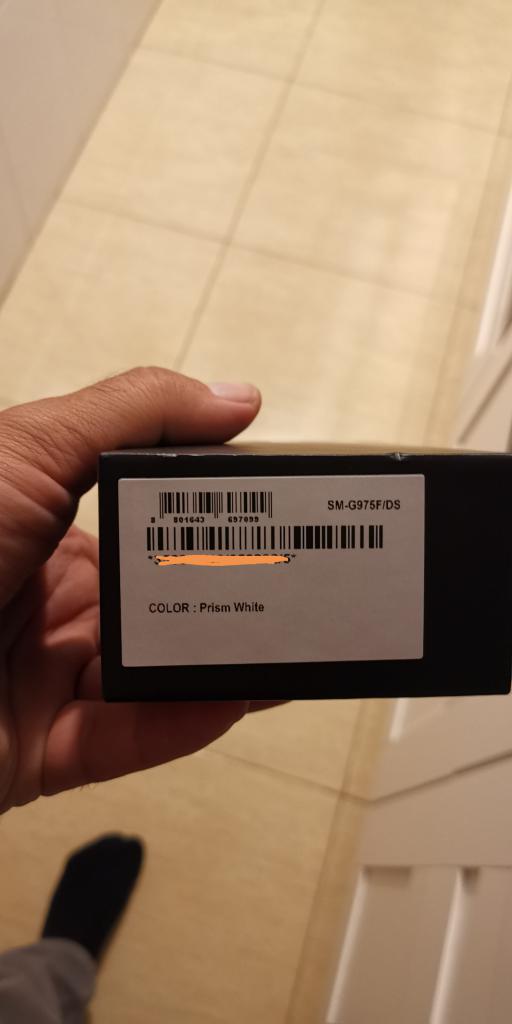 SM-G975F/DS
8 801643 697099
COLOR : Prism White